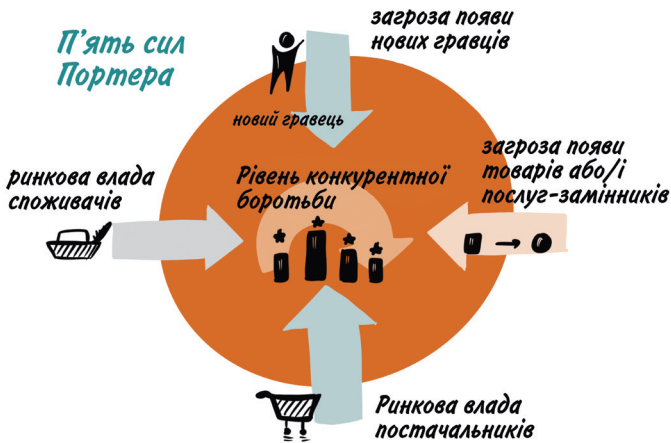 П'ять сил
Портера
загроза появи
нових гравців
новий гравець
загроза появи
товарів або/і
послуг-замінників
ринкова влада
споживачів
Рівень конкурентної
боротьби
Ринкова влада
постачальників